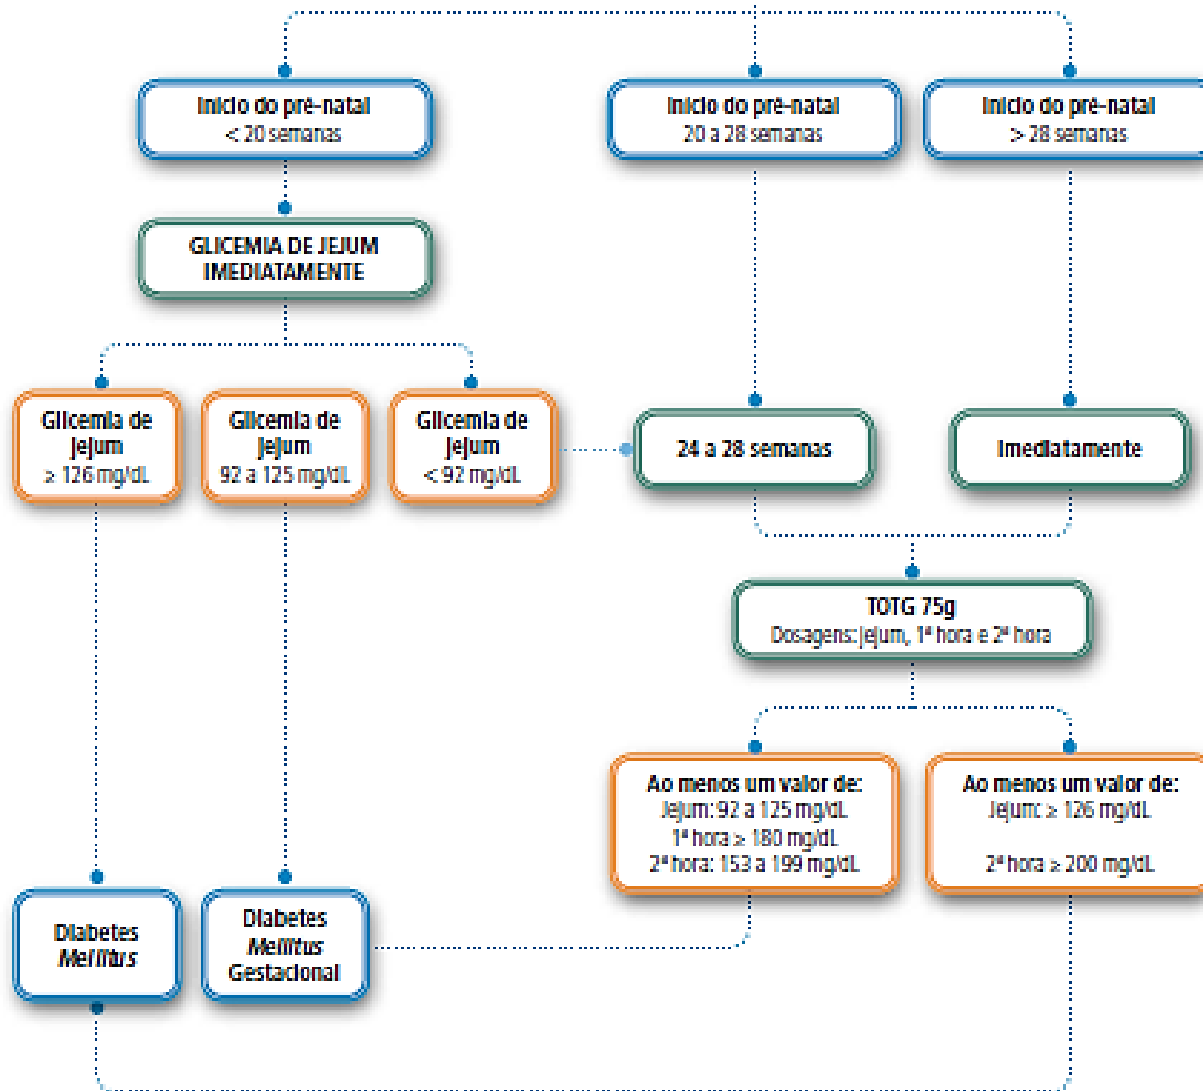 Início do pré-natal
< 20 semanas
Início do pré-natal
20 a 28 semanas
Início do pré-natal
> 28 semanas
GLICEMIA DE JEJUM
IMEDIATAMENTE
Glicemia de
jejum
≥ 126 mg/dL
Glicemia de
jejum
92 a 125 mg/dL
Glicemia de
jejum
< 92 mg/dL
24 a 28 semanas
Imediatamente
TOTG 75g
Dosagens: jejum, 1ª hora e 2ª hora
Ao menos um valor de:
Jejum: 92 a 125 mg/dL
1ª hora ≥ 180 mg/dL
2ª hora: 153 a 199 mg/dL
Ao menos um valor de:
Jejum: ≥ 126 mg/dL
2ª hora ≥ 200 mg/dL
Diabetes
Mellitus
Diabetes
Mellitus
Gestacional